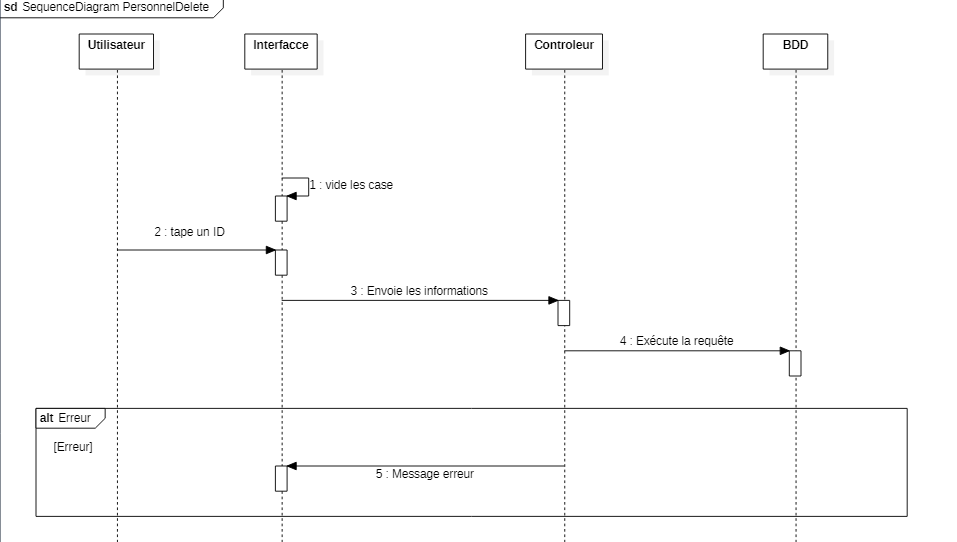 sd SequenceDiagram PersonnelDelete
Utilisateur
Interfacce
Controleur
BDD
1 : vide les case
2 : tape un ID
3 : Envoie les informations
4 : Exécute la requête
alt Erreur
[Erreur]
5 : Message erreur